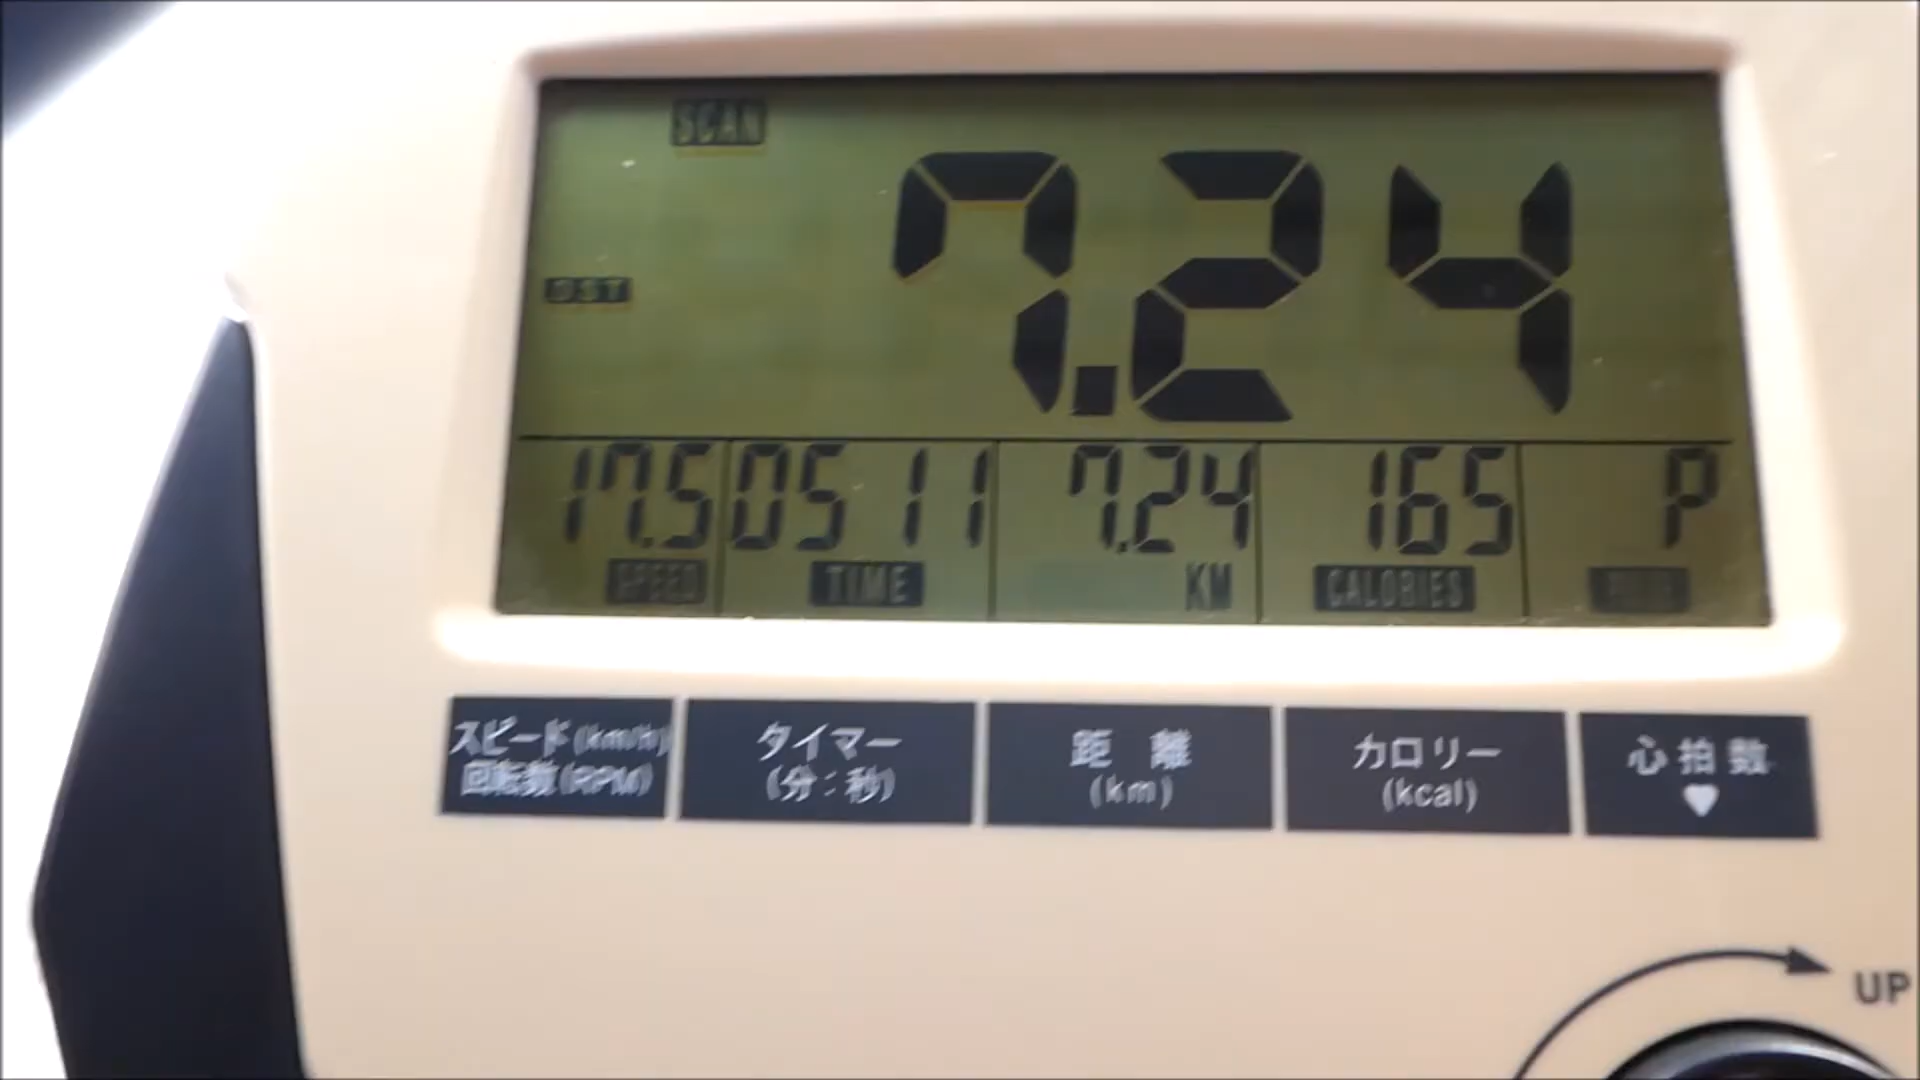 SCAN
7.24
DST
17.5 05 11 7.24 165 P
SPEED TIME KM CALORIES
スピード(km/h) タイマー 距離 カロリー 心拍数
回転数(RPM) (分:秒) (km) (kcal) ♥
UP